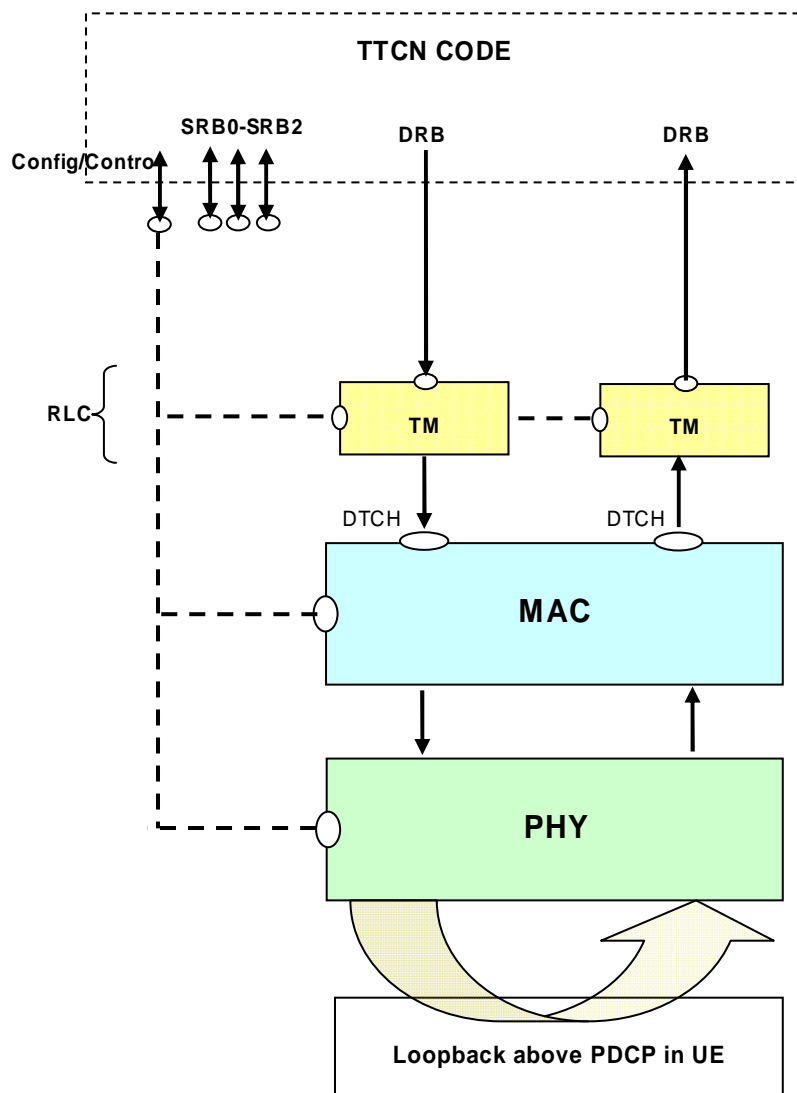 TTCN CODE
SRB0-SRB2
DRB
DRB
Config/Contro
RLC
TM
TM
DTCH
DTCH
MAC
PHY
Loopback above PDCP in UE